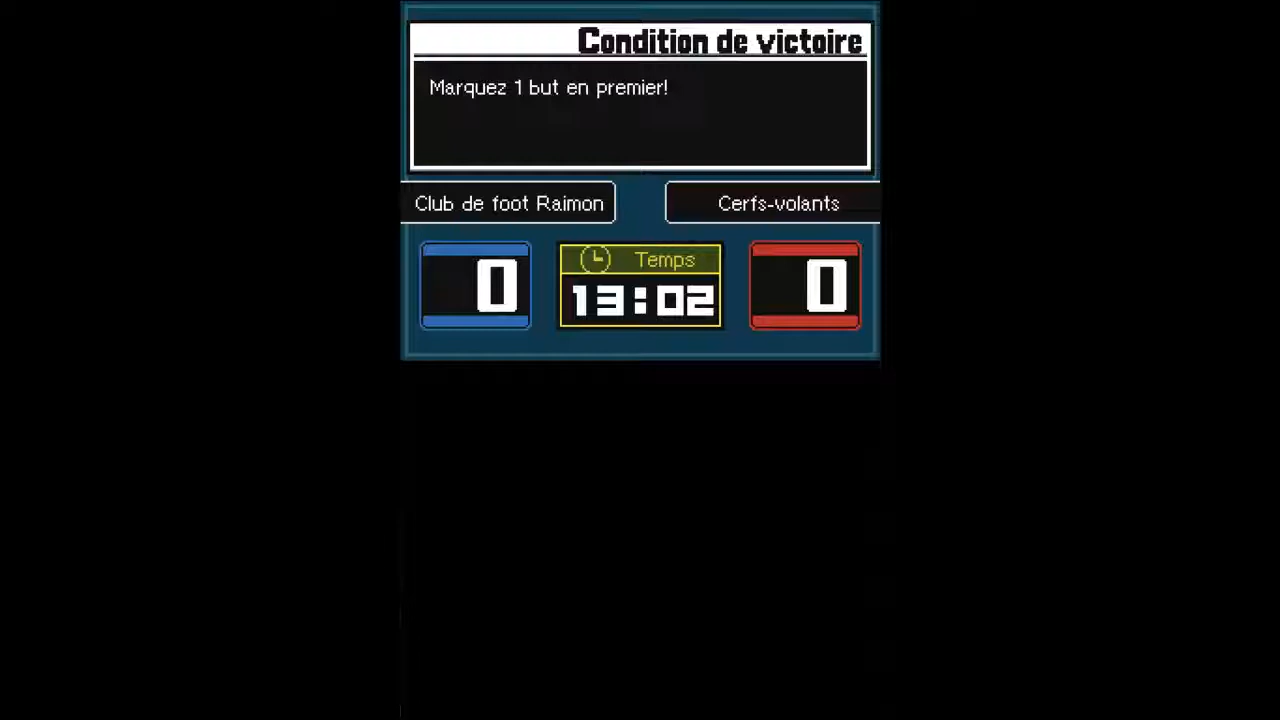 Condition de victoire
Marquez 1 but en premier!
Club de foot Raimon
Cerfs-volants
Temps
0
13:02
0